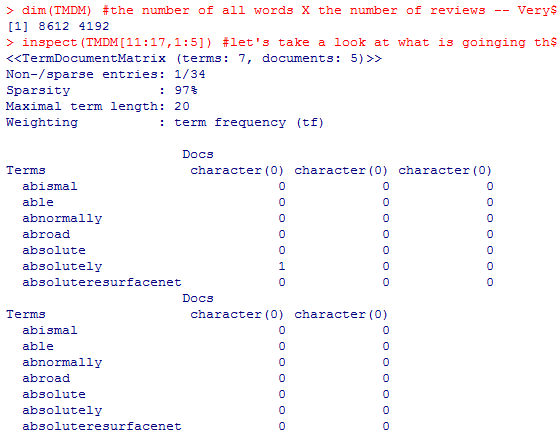 > dim(TMDM) #the number of all words X the number of reviews -- Very$
[1] 8612 4192
> inspect(TMDM[11:17,1:5]) #let's take a look at what is goinging th$
<<TermDocumentMatrix (terms: 7, documents: 5)>>
Non-/sparse entries: 1/34
Sparsity           : 97%
Maximal term length: 20
Weighting          : term frequency (tf)

                      Docs
Terms                  character(0) character(0) character(0)
  abismal                         0            0            0
  able                            0            0            0
  abnormally                      0            0            0
  abroad                          0            0            0
  absolute                        0            0            0
  absolutely                      1            0            0
  absoluteresurfacenet            0            0            0
                      Docs
Terms                  character(0) character(0)
  abismal                         0            0
  able                            0            0
  abnormally                      0            0
  abroad                          0            0
  absolute                        0            0
  absolutely                      0            0
  absoluteresurfacenet            0            0